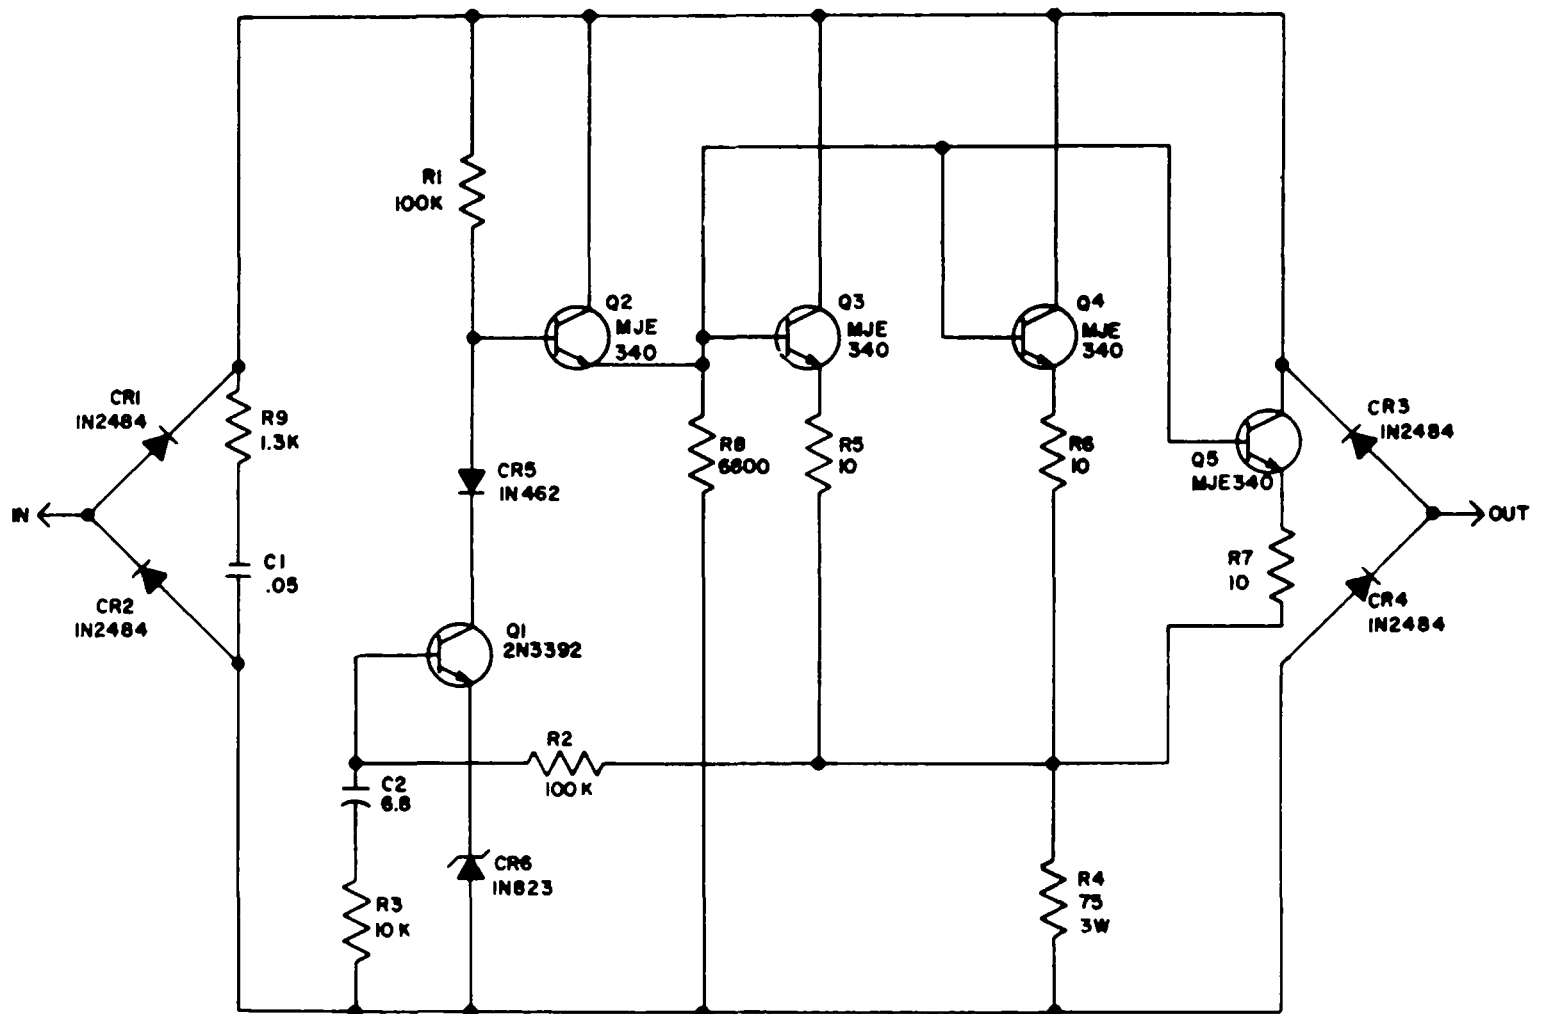 R1
100K
Q2
MJE
340
Q3
MJE
340
Q4
MJE
340
CR1
IN2484
R9
1.3K
CR5
IN462
R8
6800
R5
10
R6
10
Q5
MJE340
CR3
IN2484
IN
OUT
C1
.05
CR2
IN2484
R7
10
CR4
IN2484
Q1
2N3392
R2
100K
C2
6.8
CR6
IN823
R3
10K
R4
75
3W